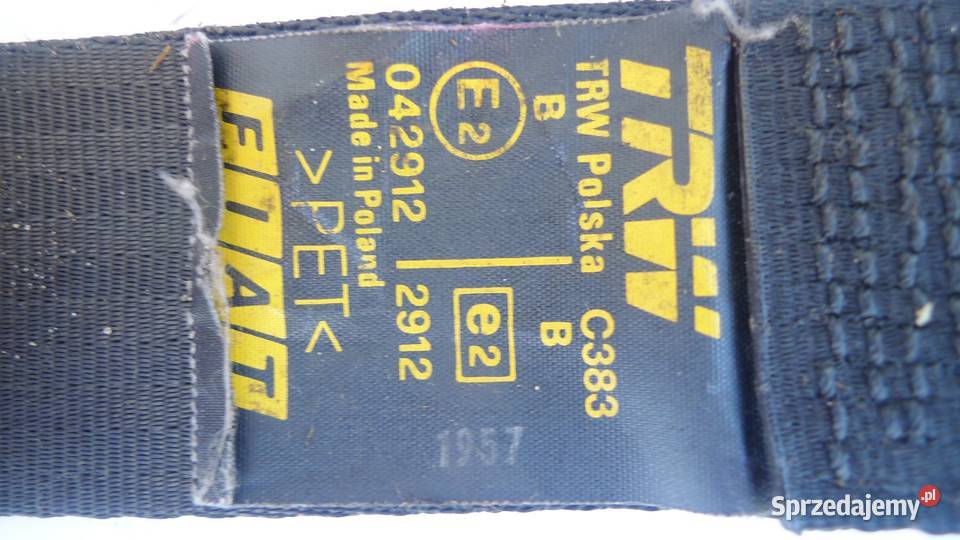 TRW
TRW Polska C383
B B
E2 e2
042912 2912
Made in Poland
>PET<
FIAT
1957
Sprzedajemy.pl